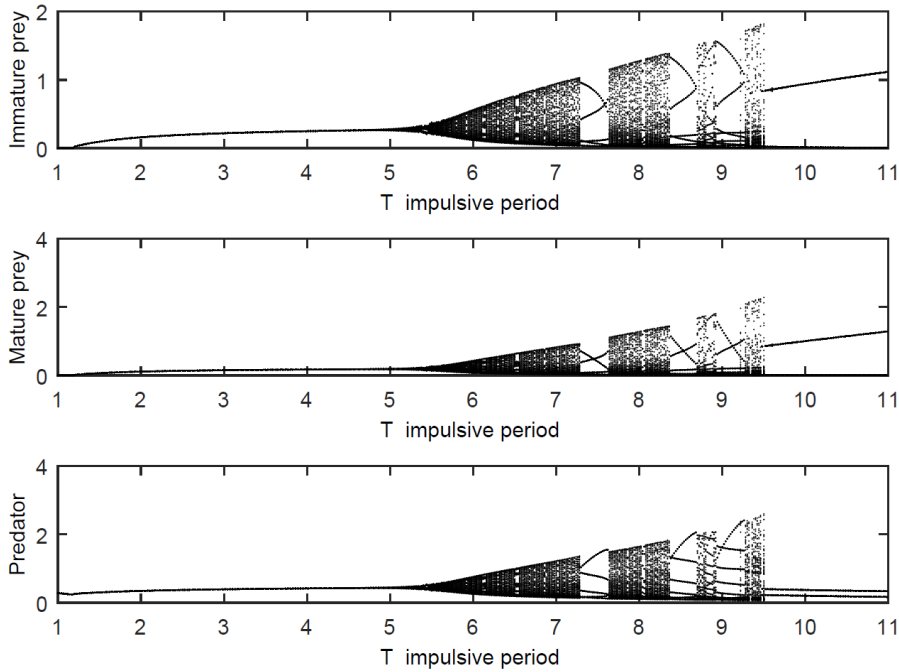 2
1
0
Immature prey
1 2 3 4 5 6 7 8 9 10 11
T impulsive period
4
2
0
Mature prey
1 2 3 4 5 6 7 8 9 10 11
T impulsive period
4
2
0
Predator
1 2 3 4 5 6 7 8 9 10 11
T impulsive period